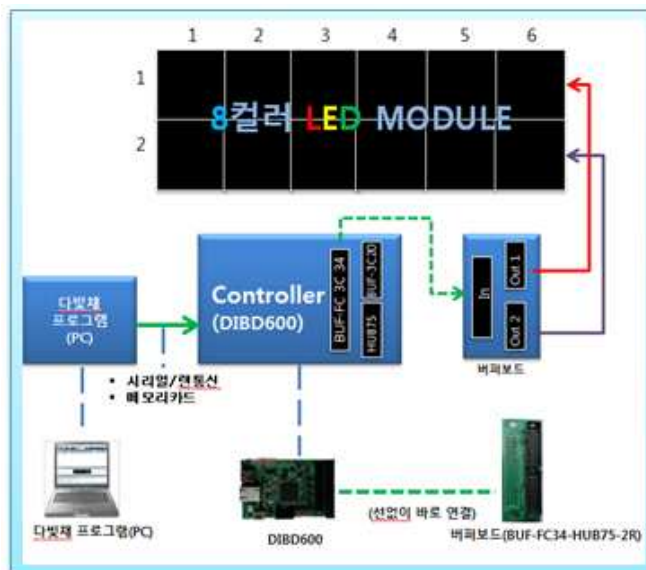 1 2 3 4 5 6
1
8컬러 LED MODULE
2
다빛채
프로그램
(PC)
Controller
(DIBD600)
BUF-FC 3C 34
BUF-3C20
HUB75
In
Out 1
Out 2
버퍼보드
• 시리얼/랜통신
• 메모리카드
다빛채 프로그램(PC)
DIBD600
(선없이 바로 연결)
버퍼보드(BUF-FC34-HUB75-2R)